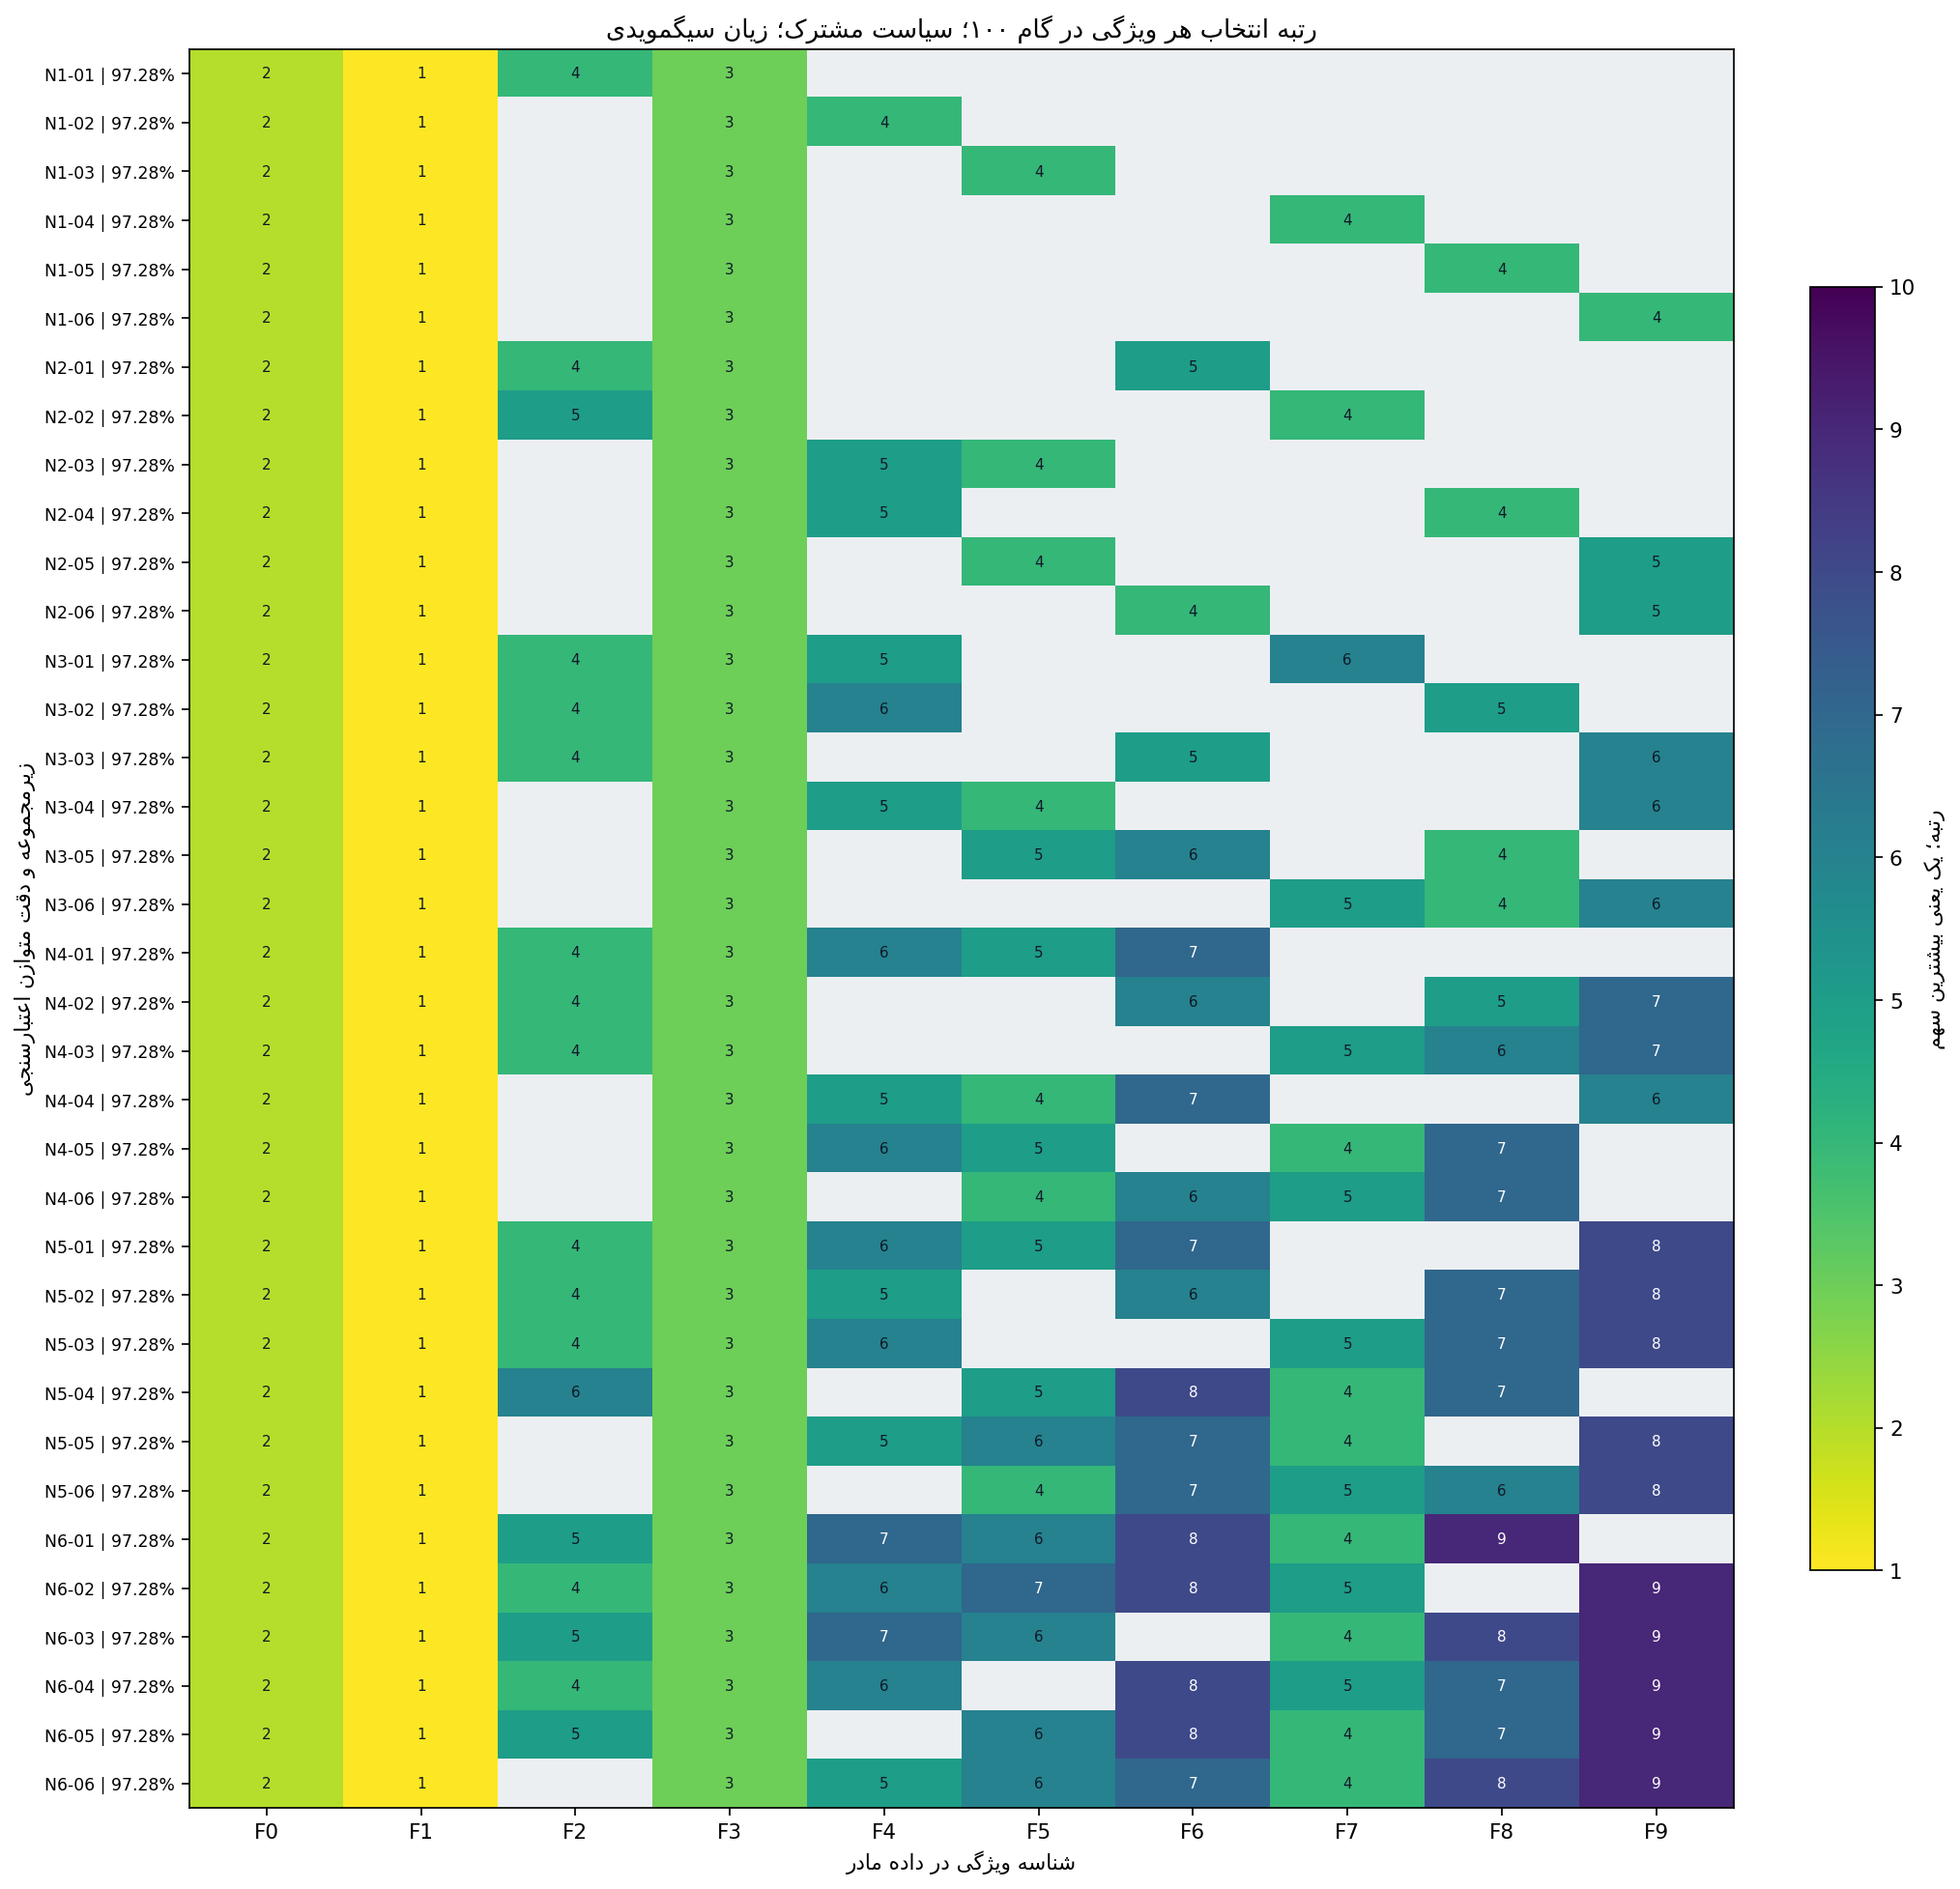 رتبه انتخاب هر ویژگی در گام ۱۰۰؛ سیاست مشترک؛ زیان سیگمویدی
زیرمجموعه و دقت متوازن اعتبارسنجی
N1-01 | 97.28% 2 1 4 3
N1-02 | 97.28% 2 1 3 4
N1-03 | 97.28% 2 1 3 4
N1-04 | 97.28% 2 1 3 4
N1-05 | 97.28% 2 1 3 4
N1-06 | 97.28% 2 1 3 4
N2-01 | 97.28% 2 1 4 3 5
N2-02 | 97.28% 2 1 5 3 4
N2-03 | 97.28% 2 1 3 5 4
N2-04 | 97.28% 2 1 3 5 4
N2-05 | 97.28% 2 1 3 4 5
N2-06 | 97.28% 2 1 3 4 5
N3-01 | 97.28% 2 1 4 3 5 6
N3-02 | 97.28% 2 1 4 3 6 5
N3-03 | 97.28% 2 1 4 3 5 6
N3-04 | 97.28% 2 1 3 5 4 6
N3-05 | 97.28% 2 1 3 5 6 4
N3-06 | 97.28% 2 1 3 5 4 6
N4-01 | 97.28% 2 1 4 3 6 5 7
N4-02 | 97.28% 2 1 4 3 6 5 7
N4-03 | 97.28% 2 1 4 3 5 6 7
N4-04 | 97.28% 2 1 3 5 4 7 6
N4-05 | 97.28% 2 1 3 6 5 4 7
N4-06 | 97.28% 2 1 3 4 6 5 7
N5-01 | 97.28% 2 1 4 3 6 5 7 8
N5-02 | 97.28% 2 1 4 3 5 6 7 8
N5-03 | 97.28% 2 1 4 3 6 5 7 8
N5-04 | 97.28% 2 1 6 3 5 8 4 7
N5-05 | 97.28% 2 1 3 5 6 7 4 8
N5-06 | 97.28% 2 1 3 4 7 5 6 8
N6-01 | 97.28% 2 1 5 3 7 6 8 4 9
N6-02 | 97.28% 2 1 4 3 6 7 8 5 9
N6-03 | 97.28% 2 1 5 3 7 6 4 8 9
N6-04 | 97.28% 2 1 4 3 6 8 5 7 9
N6-05 | 97.28% 2 1 5 3 6 8 4 7 9
N6-06 | 97.28% 2 1 3 5 6 7 4 8 9
F0 F1 F2 F3 F4 F5 F6 F7 F8 F9
شناسه ویژگی در داده مادر
10
9
8
7
6
5
4
3
2
1
رتبه؛ یک یعنی بیشترین سهم